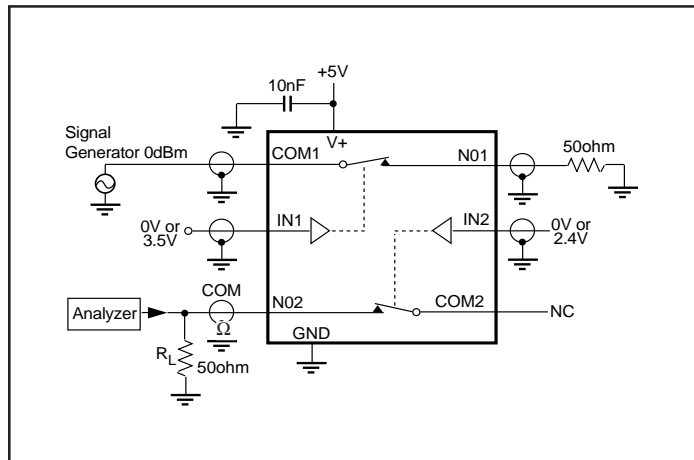 +5V
10nF
V+
Signal
Generator 0dBm
COM1
N01
50ohm
0V or
3.5V
IN1
IN2
0V or
2.4V
COM
N02
COM2
NC
Analyzer
Ω
GND
RL
50ohm